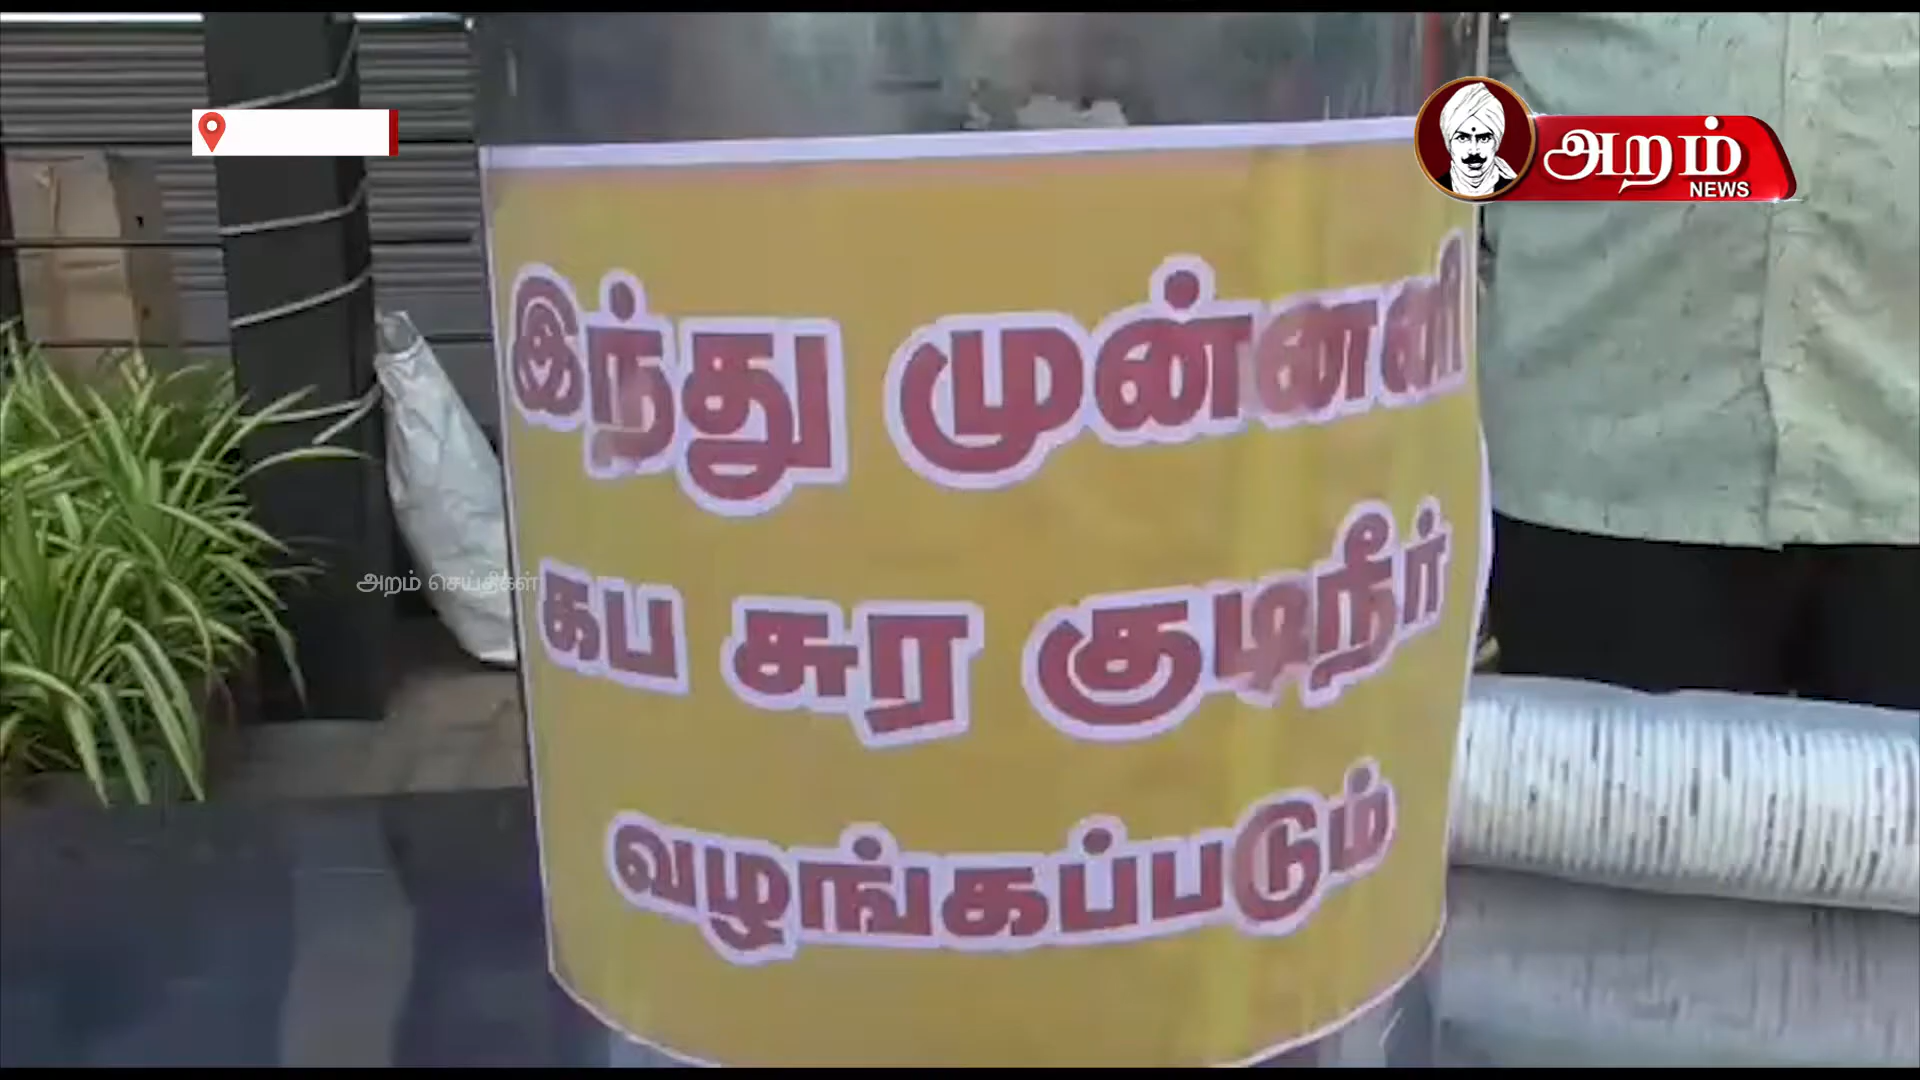 அறம்
NEWS
இந்து முன்னணி
கப சுர குடிநீர்
வழங்கப்படும்
அறம் செய்திகள்